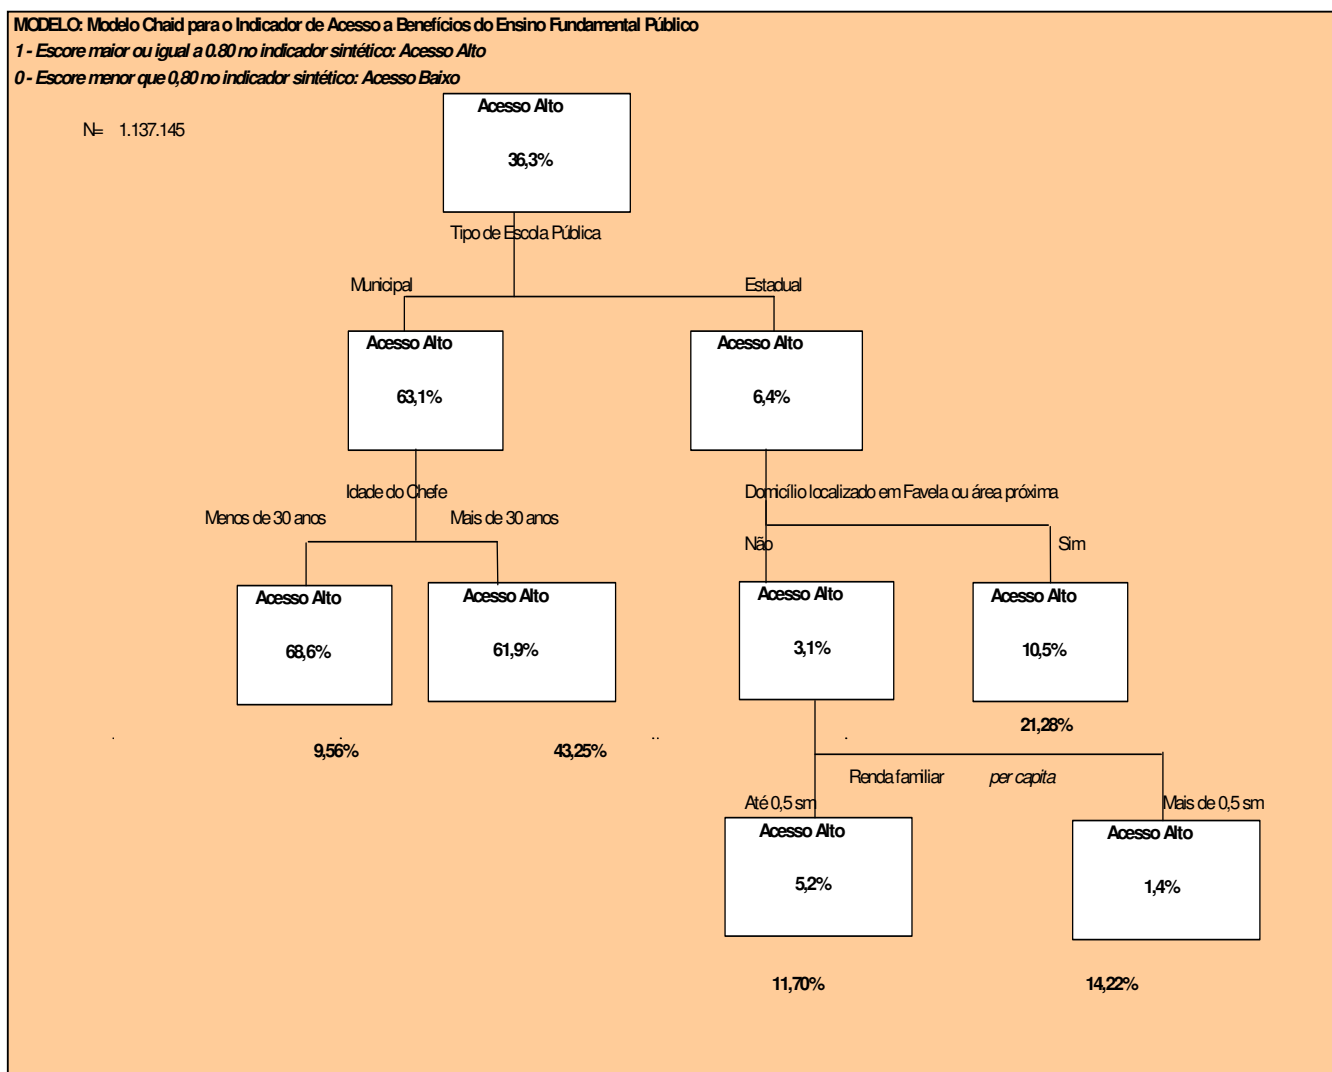 MODELO: Modelo Chaid para o Indicador de Acesso a Benefícios do Ensino Fundamental Público
1 - Escore maior ou igual a 0.80 no indicador sintético: Acesso Alto
0 - Escore menor que 0,80 no indicador sintético: Acesso Baixo
Acesso Alto
N= 1.137.145
36,3%
Tipo de Escola Pública
Municipal Estadual
Acesso Alto Acesso Alto
63,1% 6,4%
Idade do Chefe Domicílio localizado em Favela ou área próxima
Menos de 30 anos Mais de 30 anos
Não Sim
Acesso Alto Acesso Alto Acesso Alto Acesso Alto
68,6% 61,9% 3,1% 10,5%
21,28%
9,56% 43,25%
Renda familiar per capita
Até 0,5 sm Mais de 0,5 sm
Acesso Alto Acesso Alto
5,2% 1,4%
11,70% 14,22%